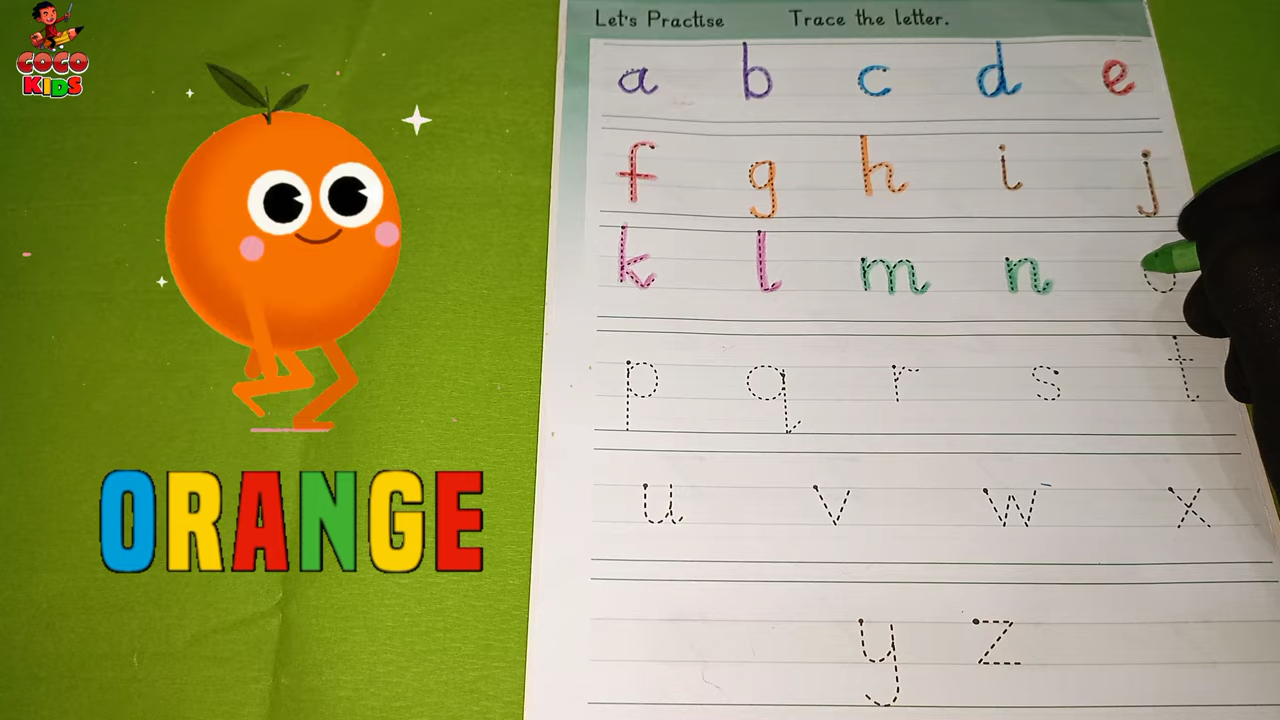 COCO
KIDS
ORANGE
Let's Practise Trace the letter.
a b c d e
f g h i j
k l m n o
p q r s t
u v w x
y z